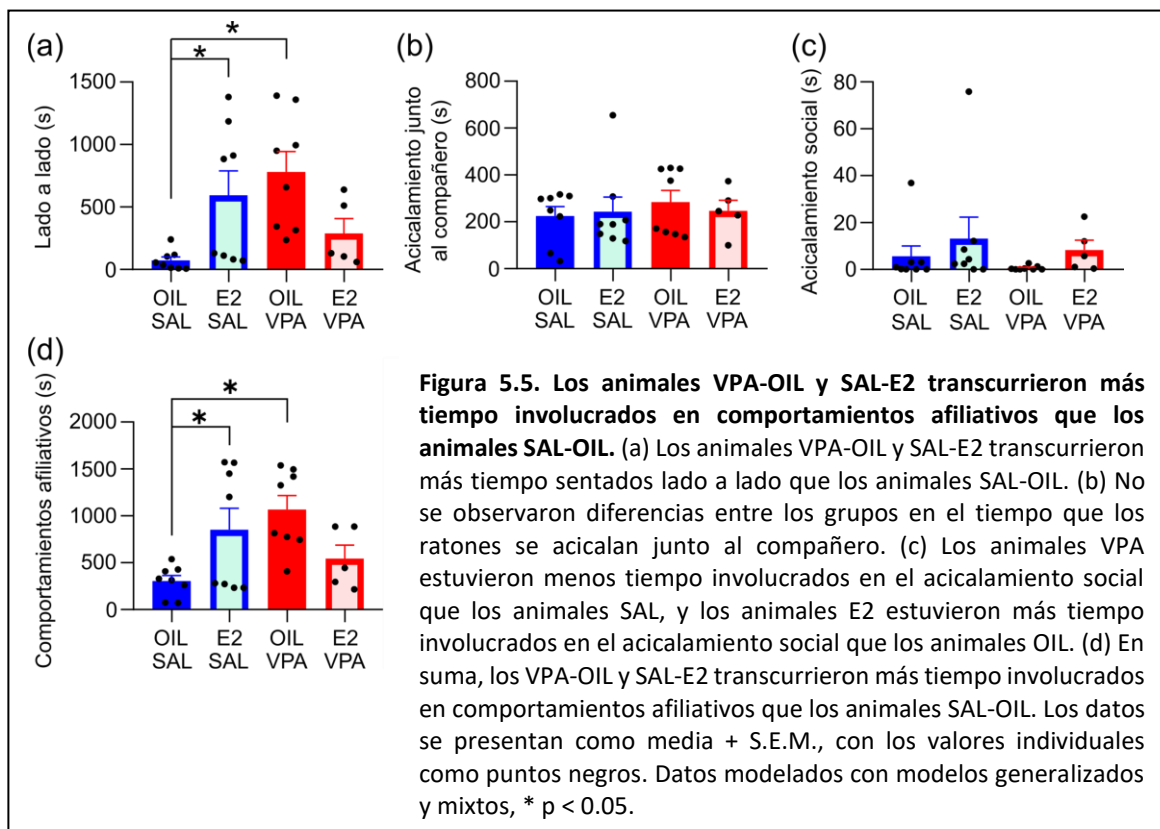 (a)
*
*
Lado a lado (s)
1500
1000
500
0
OIL E2 OIL E2
SAL SAL VPA VPA
(b)
Acicalamiento junto
al compañero (s)
800
600
400
200
0
OIL E2 OIL E2
SAL SAL VPA VPA
(c)
Acicalamiento social (s)
80
60
40
20
0
OIL E2 OIL E2
SAL SAL VPA VPA
(d)
*
*
Comportamientos afiliativos (s)
2000
1500
1000
500
0
OIL E2 OIL E2
SAL SAL VPA VPA
Figura 5.5. Los animales VPA-OIL y SAL-E2 transcurrieron más
tiempo involucrados en comportamientos afiliativos que los
animales SAL-OIL. (a) Los animales VPA-OIL y SAL-E2 transcurrieron
más tiempo sentados lado a lado que los animales SAL-OIL. (b) No
se observaron diferencias entre los grupos en el tiempo que los
ratones se acicalan junto al compañero. (c) Los animales VPA
estuvieron menos tiempo involucrados en el acicalamiento social
que los animales SAL, y los animales E2 estuvieron más tiempo
involucrados en el acicalamiento social que los animales OIL. (d) En
suma, los VPA-OIL y SAL-E2 transcurrieron más tiempo involucrados
en comportamientos afiliativos que los animales SAL-OIL. Los datos
se presentan como media + S.E.M., con los valores individuales
como puntos negros. Datos modelados con modelos generalizados
y mixtos, * p < 0.05.